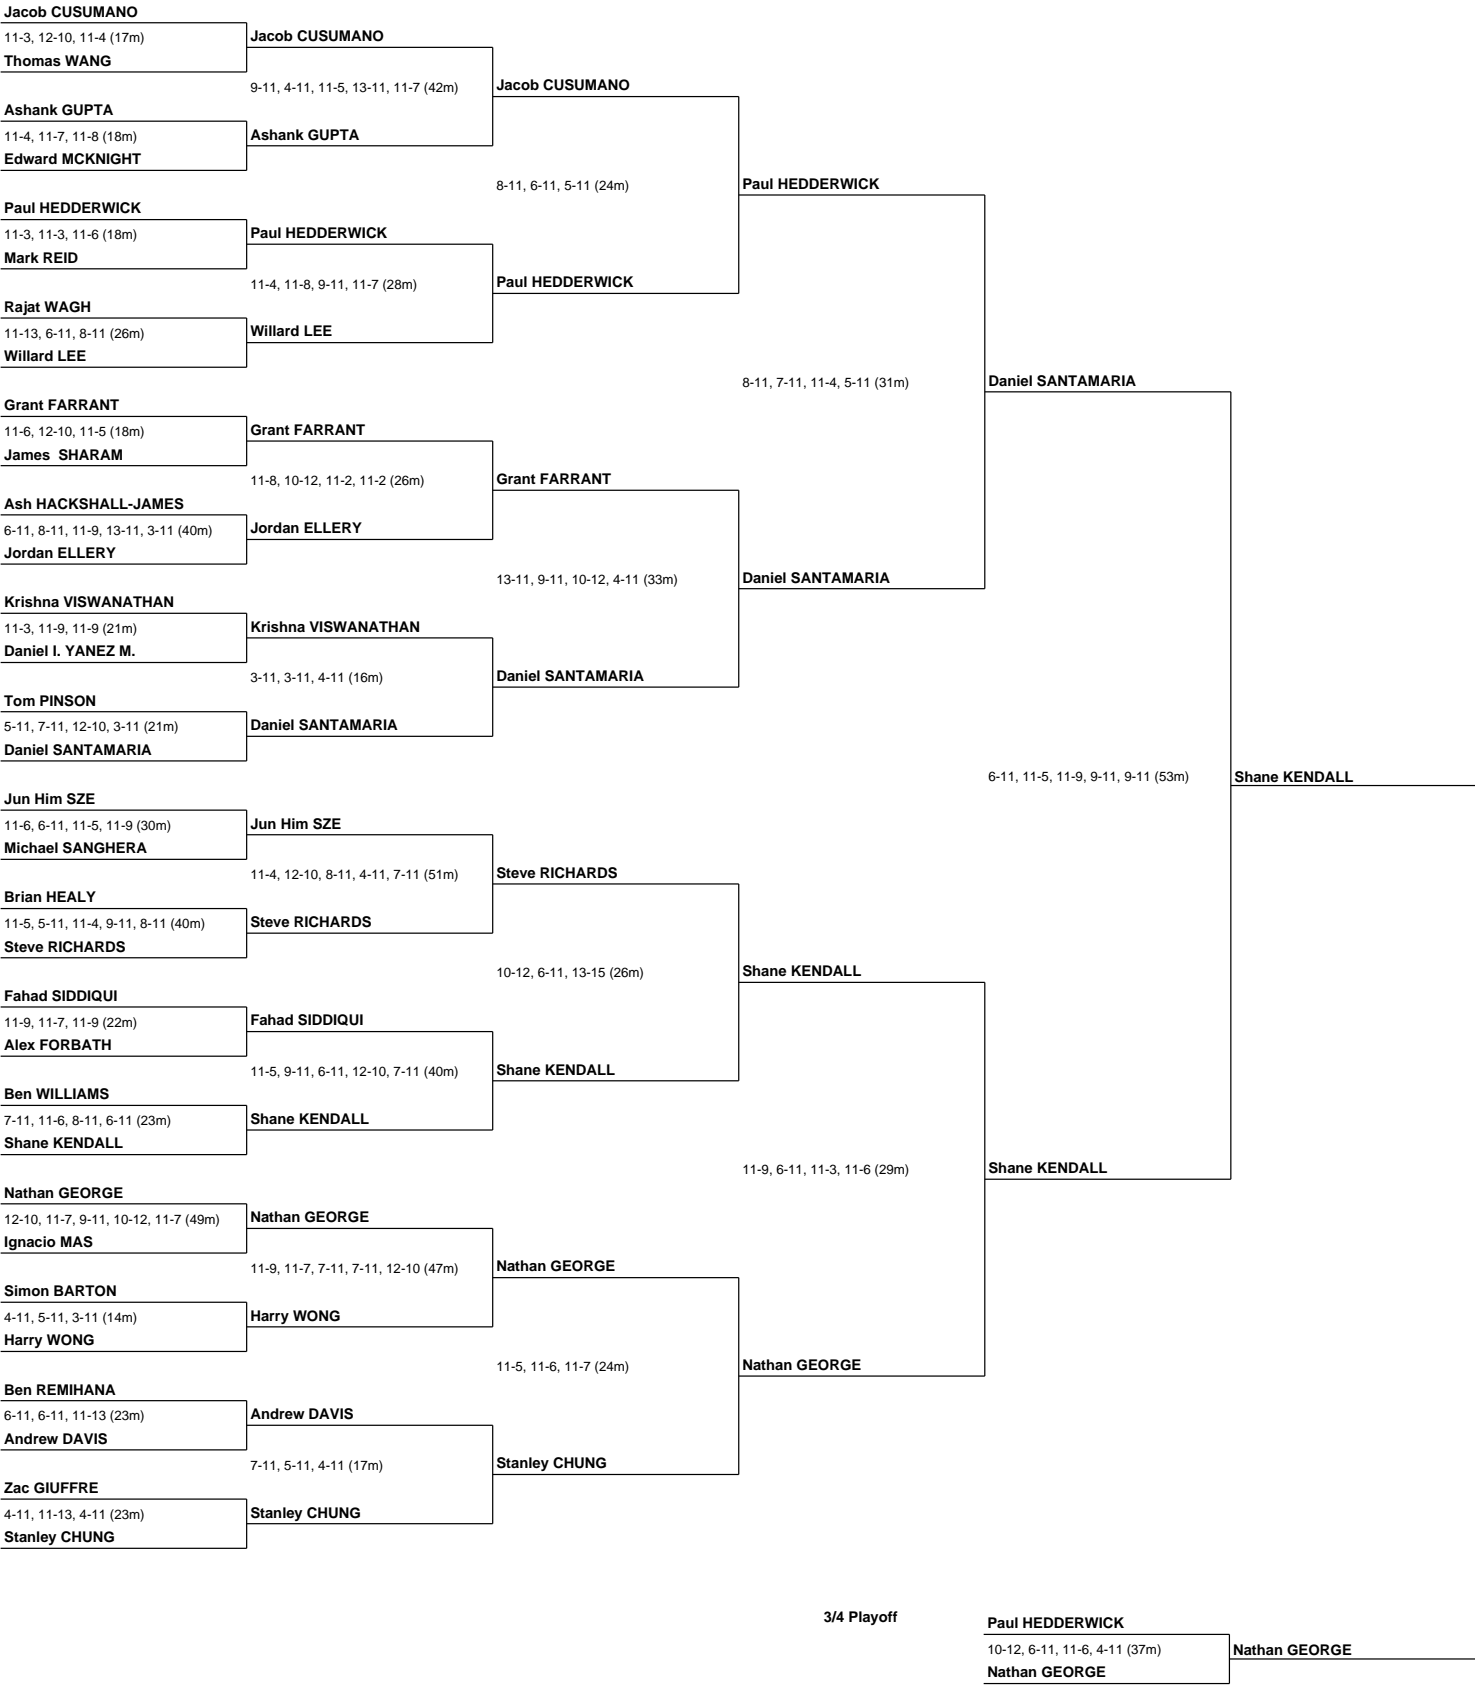 Jacob CUSUMANO
11-3, 12-10, 11-4 (17m)
Thomas WANG
Ashank GUPTA
11-4, 11-7, 11-8 (18m)
Edward MCKNIGHT
Paul HEDDERWICK
11-3, 11-3, 11-6 (18m)
Mark REID
Rajat WAGH
11-13, 6-11, 8-11 (26m)
Willard LEE
Grant FARRANT
11-6, 12-10, 11-5 (18m)
James SHARAM
Ash HACKSHALL-JAMES
6-11, 8-11, 11-9, 13-11, 3-11 (40m)
Jordan ELLERY
Krishna VISWANATHAN
11-3, 11-9, 11-9 (21m)
Daniel I. YANEZ M.
Tom PINSON
5-11, 7-11, 12-10, 3-11 (21m)
Daniel SANTAMARIA
Jun Him SZE
11-6, 6-11, 11-5, 11-9 (30m)
Michael SANGHERA
Brian HEALY
11-5, 5-11, 11-4, 9-11, 8-11 (40m)
Steve RICHARDS
Fahad SIDDIQUI
11-9, 11-7, 11-9 (22m)
Alex FORBATH
Ben WILLIAMS
7-11, 11-6, 8-11, 6-11 (23m)
Shane KENDALL
Nathan GEORGE
12-10, 11-7, 9-11, 10-12, 11-7 (49m)
Ignacio MAS
Simon BARTON
4-11, 5-11, 3-11 (14m)
Harry WONG
Ben REMIHANA
6-11, 6-11, 11-13 (23m)
Andrew DAVIS
Zac GIUFFRE
4-11, 11-13, 4-11 (23m)
Stanley CHUNG
Jacob CUSUMANO
9-11, 4-11, 11-5, 13-11, 11-7 (42m)
Ashank GUPTA
Paul HEDDERWICK
11-4, 11-8, 9-11, 11-7 (28m)
Willard LEE
Grant FARRANT
11-8, 10-12, 11-2, 11-2 (26m)
Jordan ELLERY
Krishna VISWANATHAN
3-11, 3-11, 4-11 (16m)
Daniel SANTAMARIA
Jun Him SZE
11-4, 12-10, 8-11, 4-11, 7-11 (51m)
Steve RICHARDS
Fahad SIDDIQUI
11-5, 9-11, 6-11, 12-10, 7-11 (40m)
Shane KENDALL
Nathan GEORGE
11-9, 11-7, 7-11, 7-11, 12-10 (47m)
Harry WONG
Andrew DAVIS
7-11, 5-11, 4-11 (17m)
Stanley CHUNG
Jacob CUSUMANO
8-11, 6-11, 5-11 (24m)
Paul HEDDERWICK
Grant FARRANT
13-11, 9-11, 10-12, 4-11 (33m)
Daniel SANTAMARIA
Steve RICHARDS
10-12, 6-11, 13-15 (26m)
Shane KENDALL
Nathan GEORGE
11-5, 11-6, 11-7 (24m)
Stanley CHUNG
Paul HEDDERWICK
8-11, 7-11, 11-4, 5-11 (31m)
Daniel SANTAMARIA
Shane KENDALL
11-9, 6-11, 11-3, 11-6 (29m)
Nathan GEORGE
Daniel SANTAMARIA
6-11, 11-5, 11-9, 9-11, 9-11 (53m)
Shane KENDALL
Shane KENDALL
3/4 Playoff
Paul HEDDERWICK
10-12, 6-11, 11-6, 4-11 (37m)
Nathan GEORGE
Nathan GEORGE